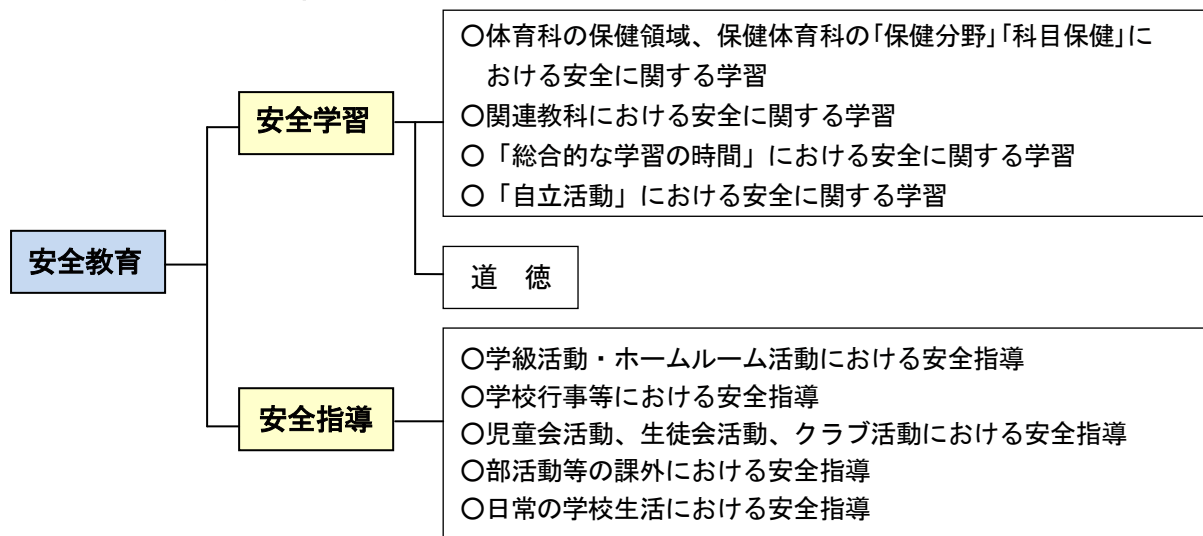 安全教育
安全学習
〇体育科の保健領域、保健体育科の「保健分野」「科目保健」に
おける安全に関する学習
〇関連教科における安全に関する学習
〇「総合的な学習の時間」における安全に関する学習
〇「自立活動」における安全に関する学習
道　徳
安全指導
〇学級活動・ホームルーム活動における安全指導
〇学校行事等における安全指導
〇児童会活動、生徒会活動、クラブ活動における安全指導
〇部活動等の課外における安全指導
〇日常の学校生活における安全指導